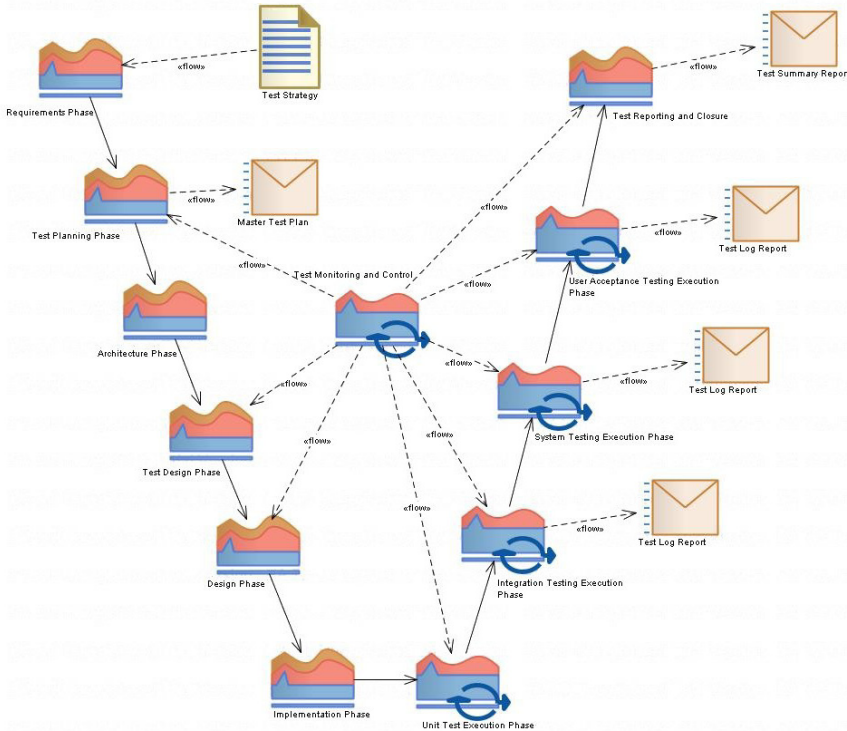 «flow»
«flow»
Test Strategy
Test Summary Report
Requirements Phase
Test Reporting and Closure
«flow»
Master Test Plan
«flow»
Test Planning Phase
«flow»
Test Log Report
«flow»
Test Monitoring and Control
«flow»
User Acceptance Testing Execution
Phase
Architecture Phase
«flow»
«flow»
«flow»
Test Log Report
«flow»
«flow»
System Testing Execution Phase
Test Design Phase
«flow»
«flow»
Test Log Report
Design Phase
Integration Testing Execution
Phase
Implementation Phase
Unit Test Execution Phase